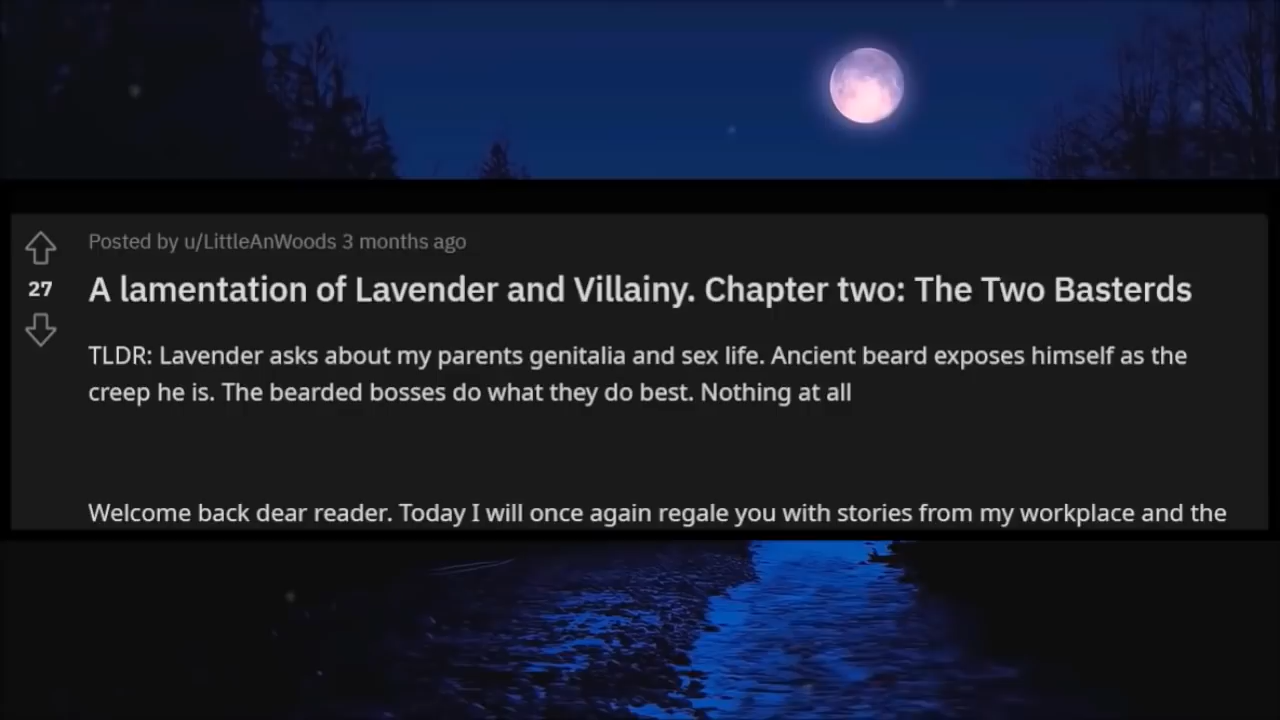 Posted by u/LittleAnWoods 3 months ago
27
A lamentation of Lavender and Villainy. Chapter two: The Two Basterds
TLDR: Lavender asks about my parents genitalia and sex life. Ancient beard exposes himself as the
creep he is. The bearded bosses do what they do best. Nothing at all
Welcome back dear reader. Today I will once again regale you with stories from my workplace and the